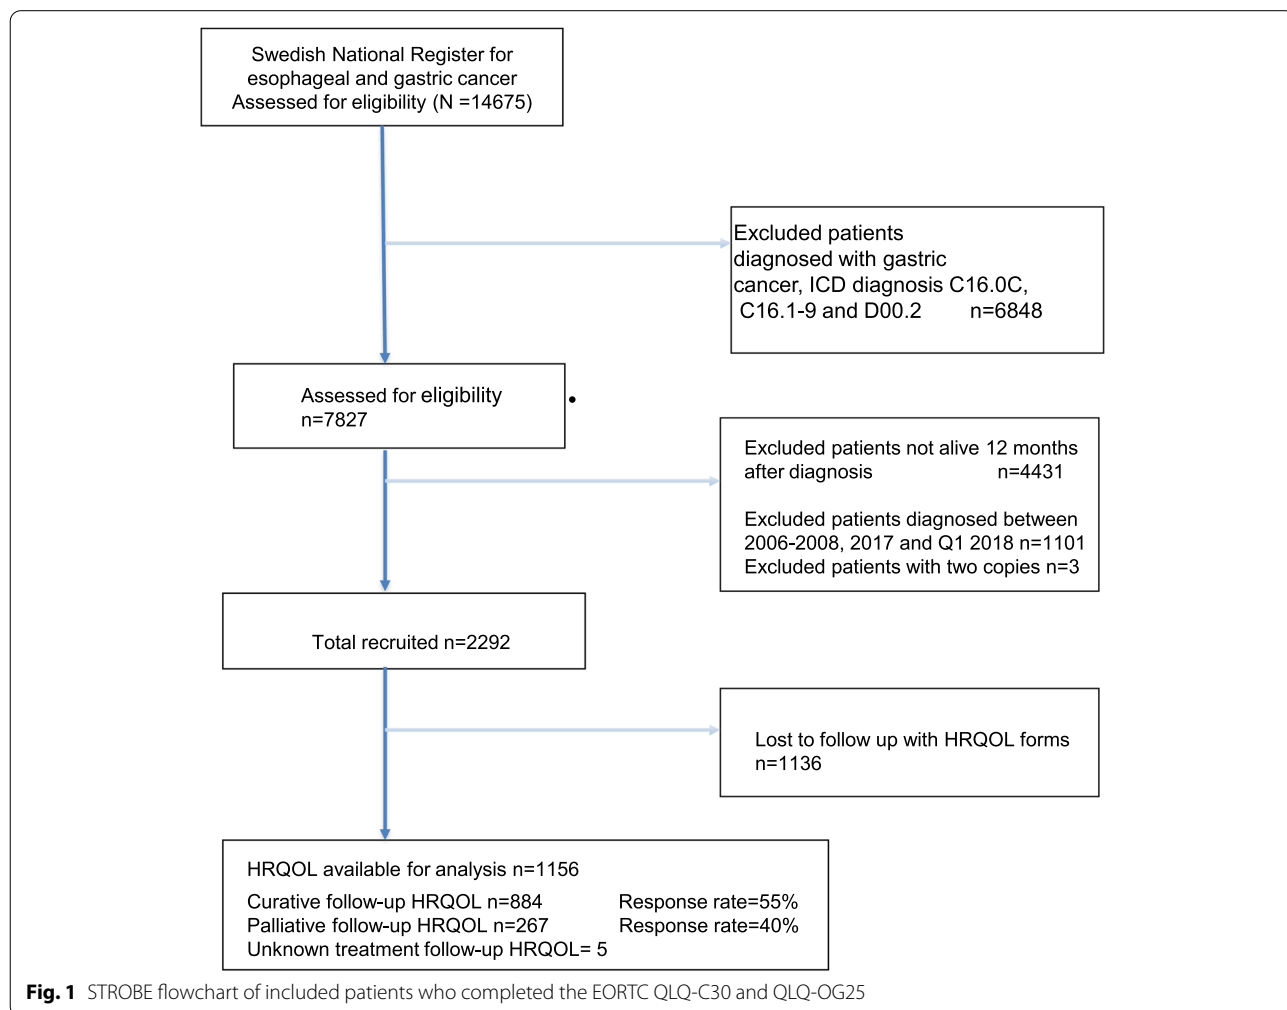 Swedish National Register for
esophageal and gastric cancer
Assessed for eligibility (N =14675)
Excluded patients
diagnosed with gastric
cancer, ICD diagnosis C16.0C,
C16.1-9 and D00.2 n=6848
Assessed for eligibility
n=7827
Excluded patients not alive 12 months
after diagnosis n=4431
Excluded patients diagnosed between
2006-2008, 2017 and Q1 2018 n=1101
Excluded patients with two copies n=3
Total recruited n=2292
Lost to follow up with HRQOL forms
n=1136
HRQOL available for analysis n=1156
Curative follow-up HRQOL n=884 Response rate=55%
Palliative follow-up HRQOL n=267 Response rate=40%
Unknown treatment follow-up HRQOL= 5
Fig. 1 STROBE flowchart of included patients who completed the EORTC QLQ-C30 and QLQ-OG25